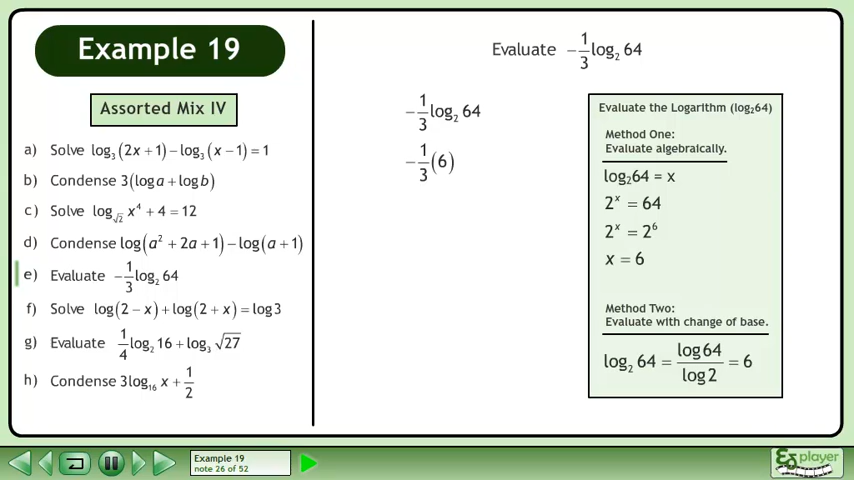 Example 19
Assorted Mix IV
a) Solve log₃(2x + 1) − log₃(x − 1) = 1
b) Condense 3(log a + log b)
c) Solve log_√2 x⁴ + 4 = 12
d) Condense log(a² + 2a + 1) − log(a + 1)
e) Evaluate −1/3 log₂ 64
f) Solve log(2 − x) + log(2 + x) = log 3
g) Evaluate 1/4 log₂ 16 + log₃ √27
h) Condense 3log₁₆ x + 1/2
Evaluate −1/3 log₂ 64
−1/3 log₂ 64
−1/3 (6)
Evaluate the Logarithm (log₂64)
Method One:
Evaluate algebraically.
log₂64 = x
2ˣ = 64
2ˣ = 2⁶
x = 6
Method Two:
Evaluate with change of base.
log₂ 64 = log 64 / log 2 = 6
Example 19
note 26 of 52
player